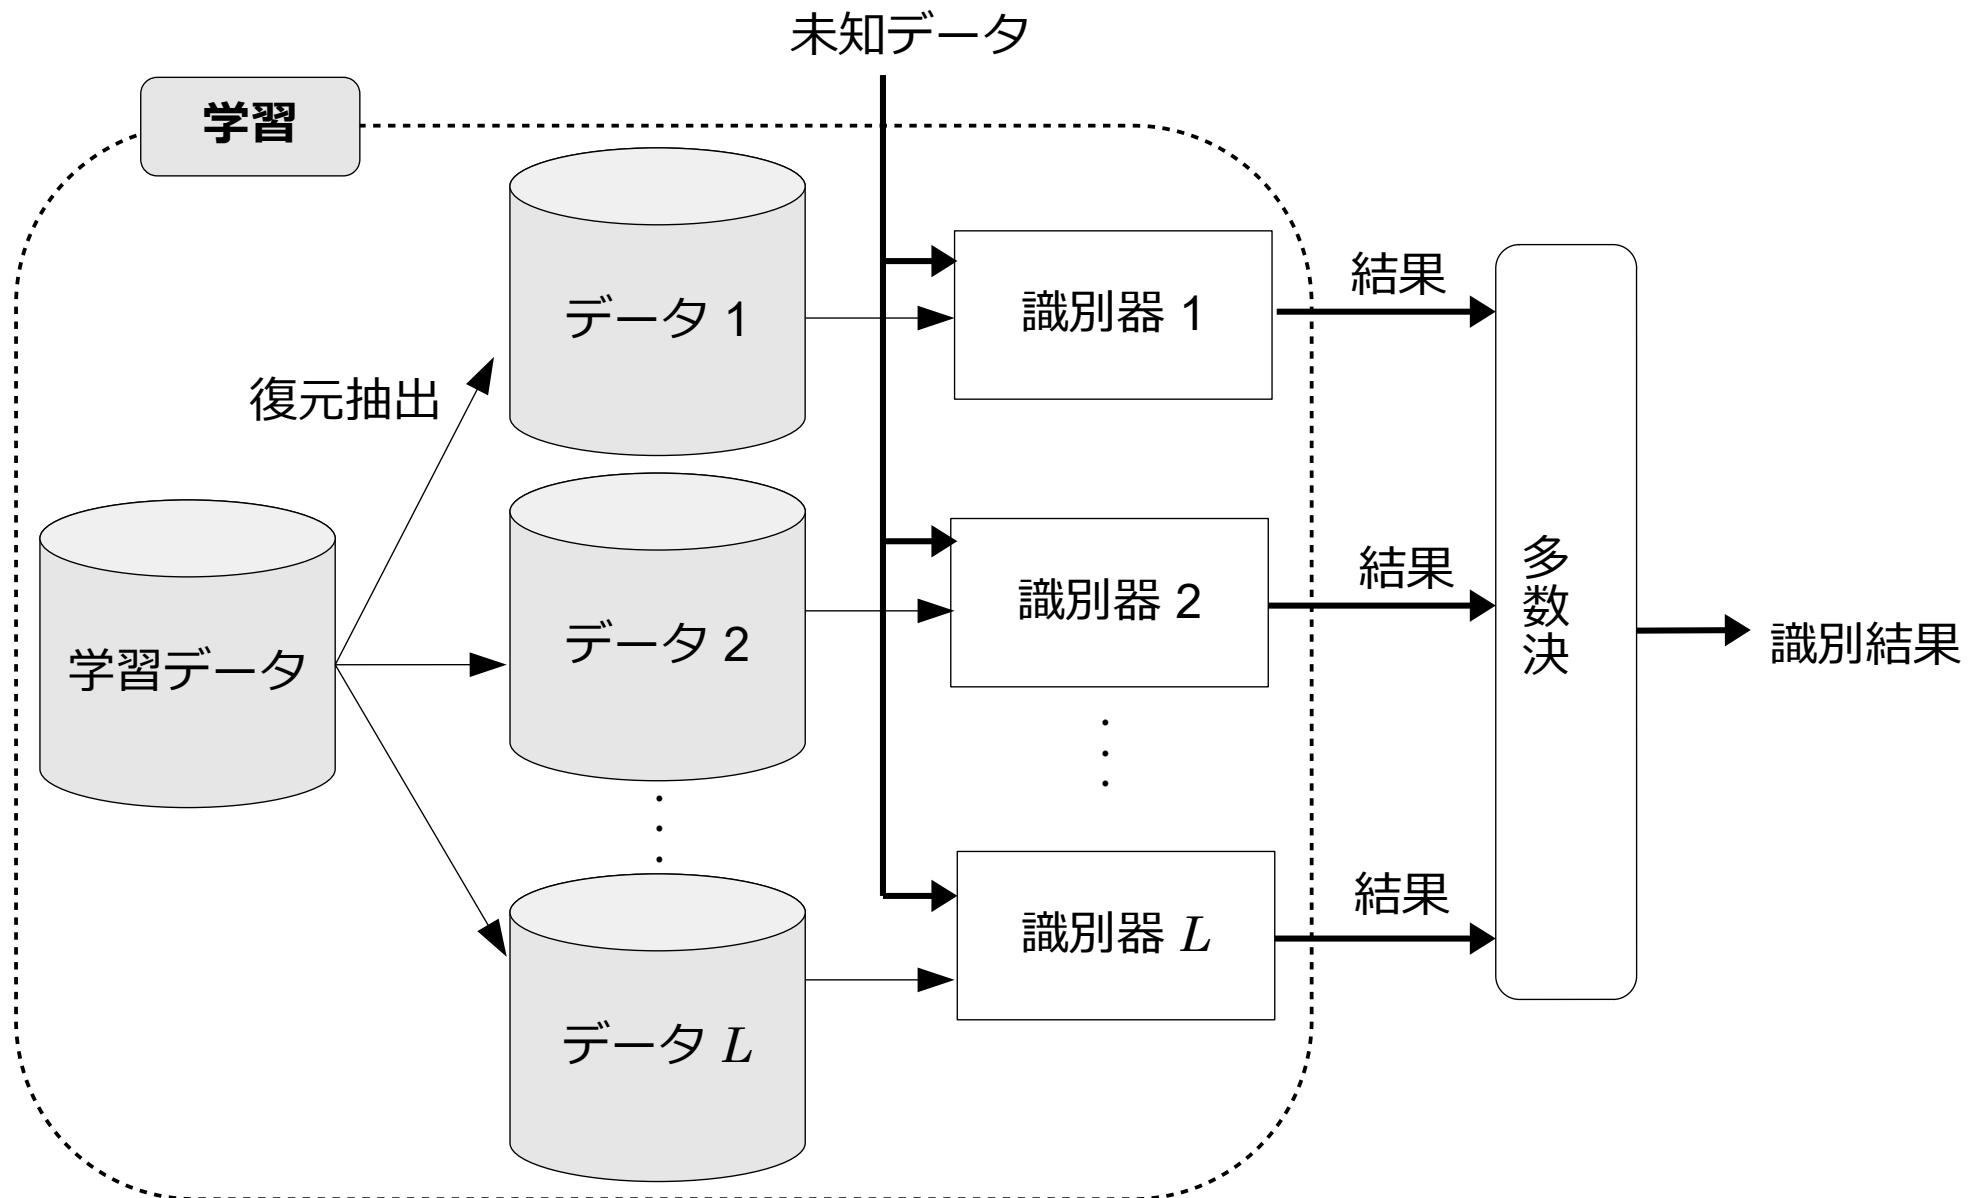 未知データ
学習
データ 1
識別器 1
結果
復元抽出
学習データ
データ 2
識別器 2
結果
多数決
識別結果
データ L
識別器 L
結果